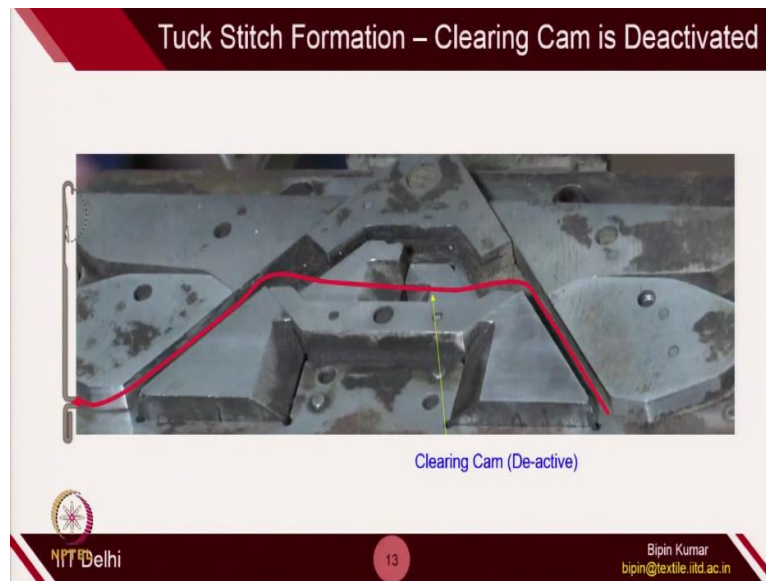 Tuck Stitch Formation – Clearing Cam is Deactivated
Clearing Cam (De-active)
NPTEL
IIT Delhi
13
Bipin Kumar
bipin@textile.iitd.ac.in